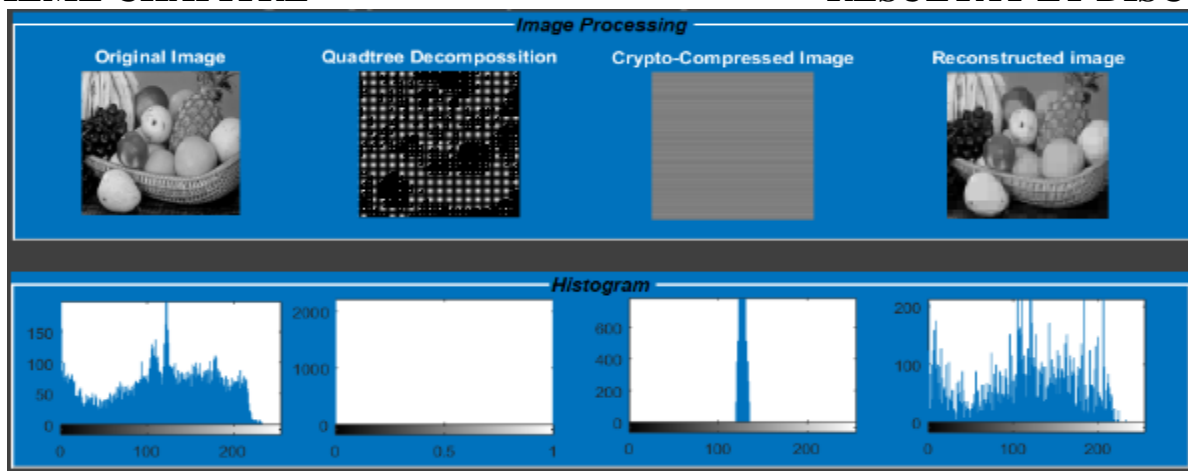 Image Processing
Original Image
Quadtree Decompossition
Crypto-Compressed Image
Reconstructed image
Histogram
150
100
50
0
0 100 200
2000
1000
0
0 0.5 1
600
400
200
0
0 100 200
200
100
0
0 100 200